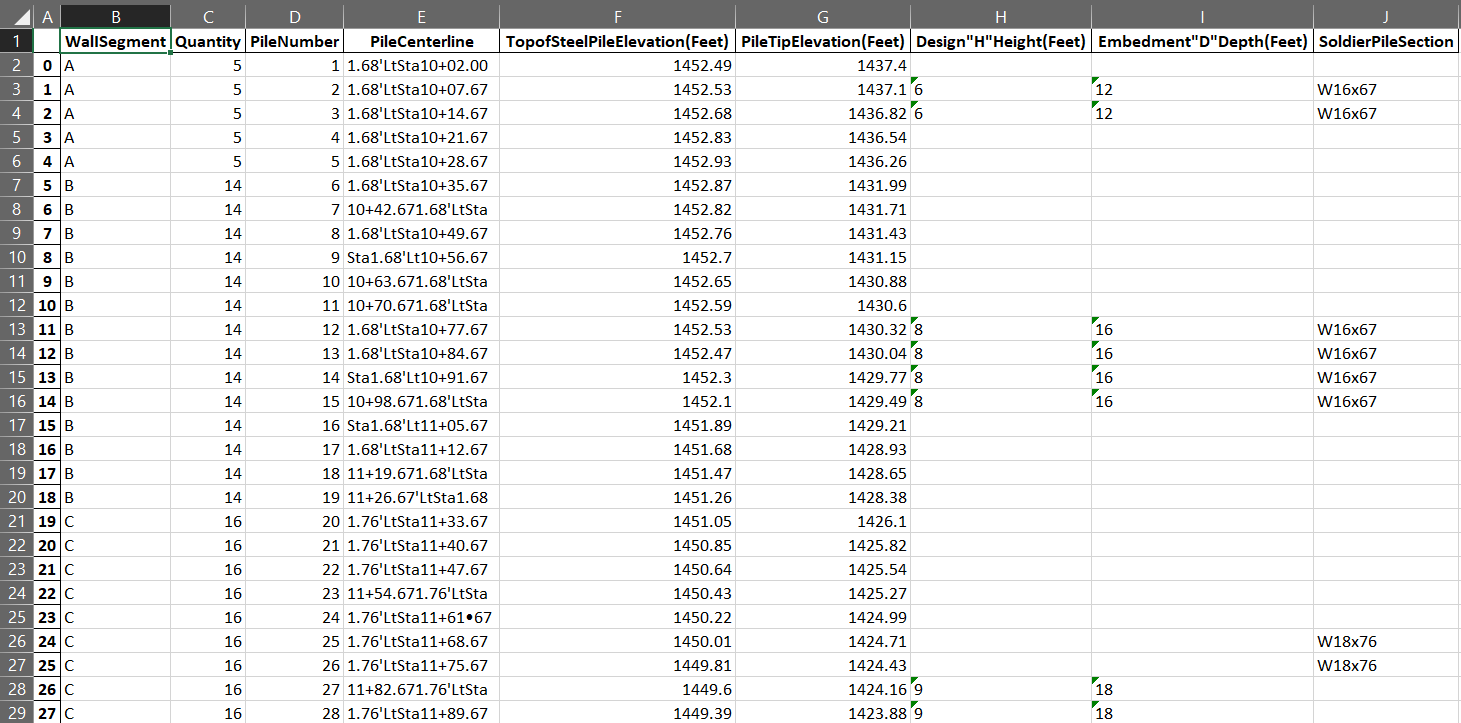 A B C D E F G H I J
1 WallSegment Quantity PileNumber PileCenterline TopofSteelPileElevation(Feet) PileTipElevation(Feet) Design"H"Height(Feet) Embedment"D"Depth(Feet) SoldierPileSection
2 0 A 5 1 1.68'LtSta10+02.00 1452.49 1437.4
3 1 A 5 2 1.68'LtSta10+07.67 1452.53 1437.1 6 12 W16x67
4 2 A 5 3 1.68'LtSta10+14.67 1452.68 1436.82 6 12 W16x67
5 3 A 5 4 1.68'LtSta10+21.67 1452.83 1436.54
6 4 A 5 5 1.68'LtSta10+28.67 1452.93 1436.26
7 5 B 14 6 1.68'LtSta10+35.67 1452.87 1431.99
8 6 B 14 7 10+42.671.68'LtSta 1452.82 1431.71
9 7 B 14 8 1.68'LtSta10+49.67 1452.76 1431.43
10 8 B 14 9 Sta1.68'Lt10+56.67 1452.7 1431.15
11 9 B 14 10 10+63.671.68'LtSta 1452.65 1430.88
12 10 B 14 11 10+70.671.68'LtSta 1452.59 1430.6
13 11 B 14 12 1.68'LtSta10+77.67 1452.53 1430.32 8 16 W16x67
14 12 B 14 13 1.68'LtSta10+84.67 1452.47 1430.04 8 16 W16x67
15 13 B 14 14 Sta1.68'Lt10+91.67 1452.3 1429.77 8 16 W16x67
16 14 B 14 15 10+98.671.68'LtSta 1452.1 1429.49 8 16 W16x67
17 15 B 14 16 Sta1.68'Lt11+05.67 1451.89 1429.21
18 16 B 14 17 1.68'LtSta11+12.67 1451.68 1428.93
19 17 B 14 18 11+19.671.68'LtSta 1451.47 1428.65
20 18 B 14 19 11+26.67'LtSta1.68 1451.26 1428.38
21 19 C 16 20 1.76'LtSta11+33.67 1451.05 1426.1
22 20 C 16 21 1.76'LtSta11+40.67 1450.85 1425.82
23 21 C 16 22 1.76'LtSta11+47.67 1450.64 1425.54
24 22 C 16 23 11+54.671.76'LtSta 1450.43 1425.27
25 23 C 16 24 1.76'LtSta11+61•67 1450.22 1424.99
26 24 C 16 25 1.76'LtSta11+68.67 1450.01 1424.71 W18x76
27 25 C 16 26 1.76'LtSta11+75.67 1449.81 1424.43 W18x76
28 26 C 16 27 11+82.671.76'LtSta 1449.6 1424.16 9 18
29 27 C 16 28 1.76'LtSta11+89.67 1449.39 1423.88 9 18